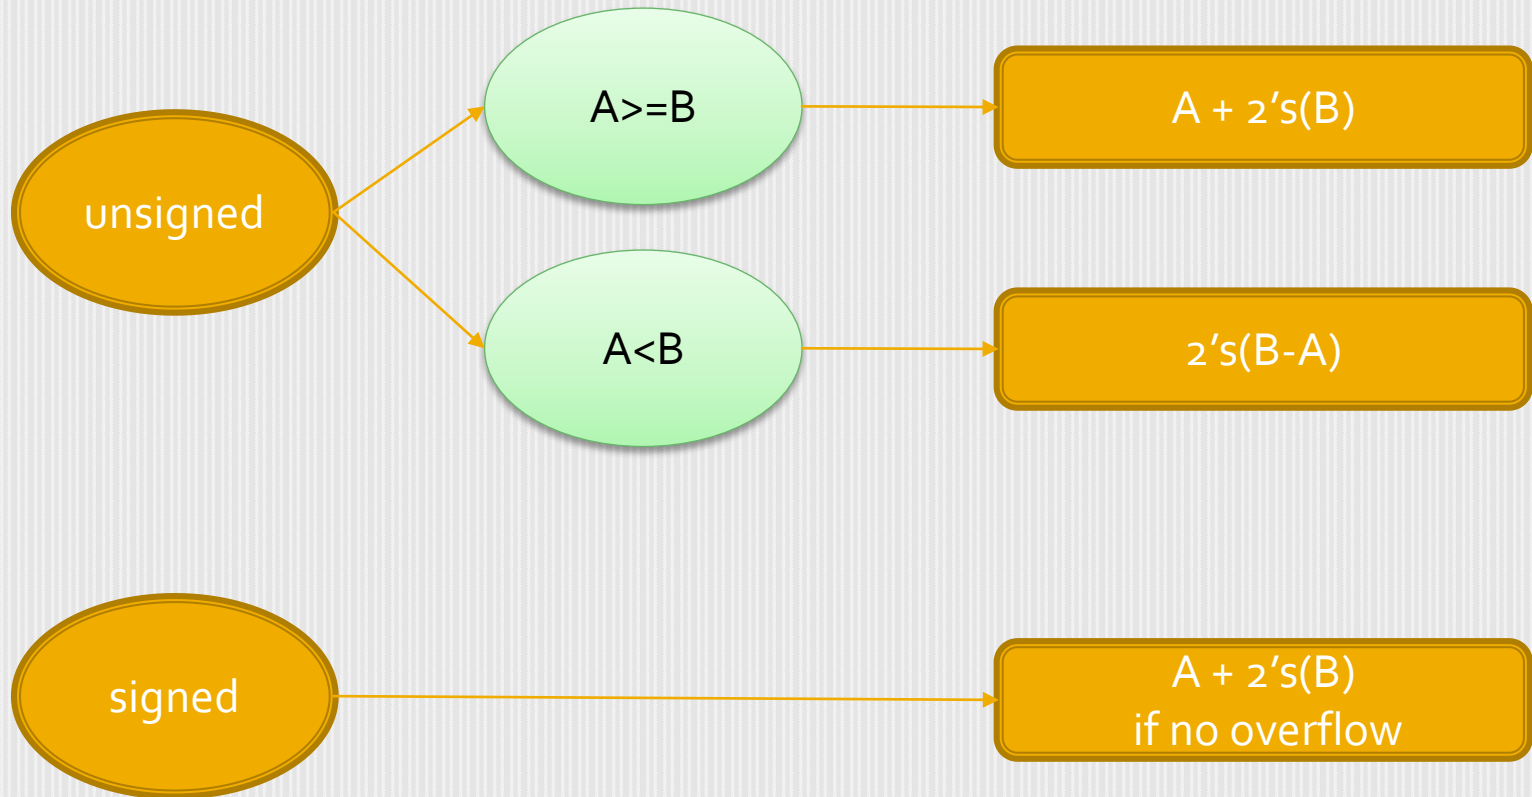 unsigned
A>=B
A + 2's(B)
A<B
2's(B-A)
signed
A + 2's(B)
if no overflow